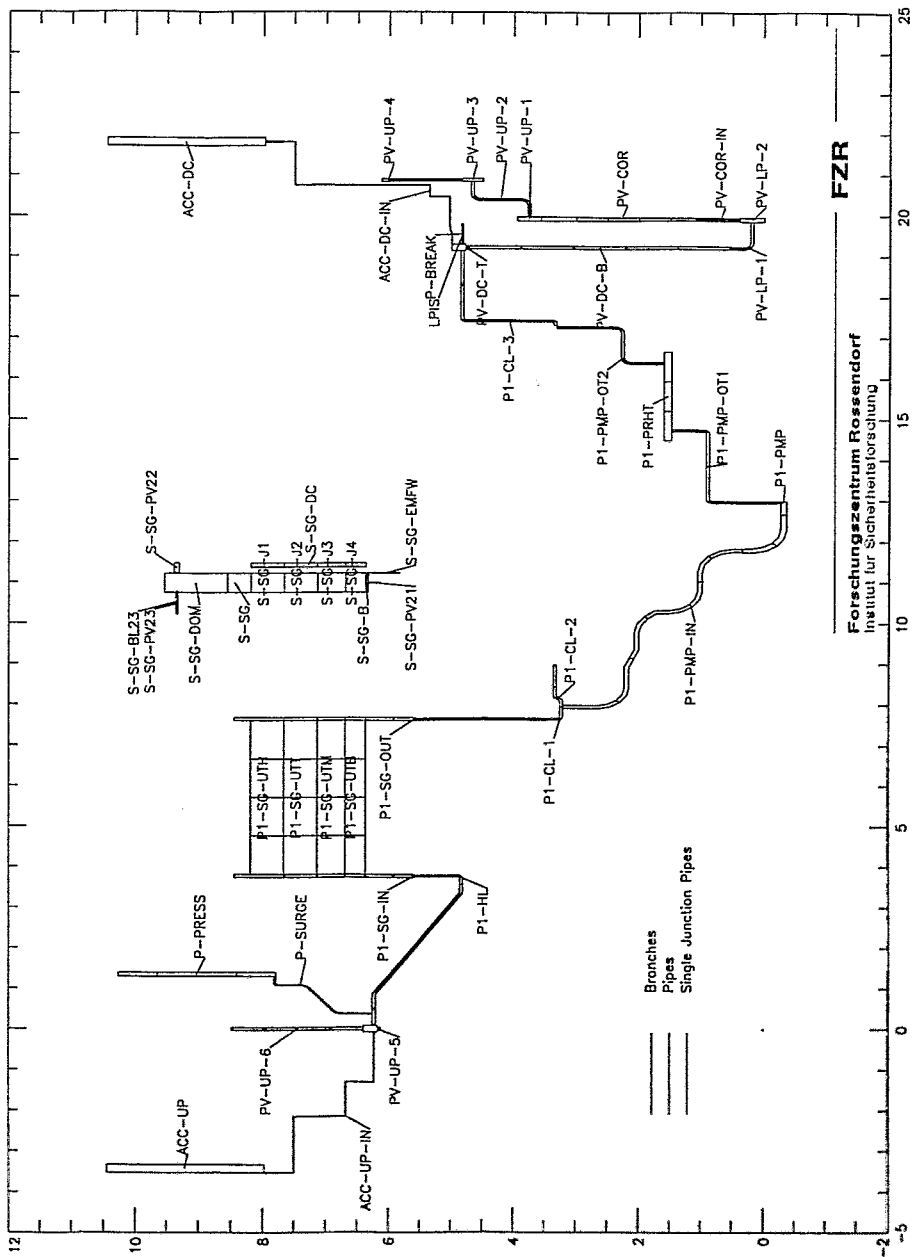 12
10
8
6
4
2
0
-2
-5
0
5
10
15
20
25
ACC-UP
ACC-UP-IN
PV-UP-6
PV-UP-5
P-PRESS
P-SURGE
P1-SG-IN
P1-HL
P1-SG-UTH
P1-SG-UTT
P1-SG-UTM
P1-SG-UTB
P1-SG-OUT
P1-CL-1
P1-CL-2
S-SG-BL23
S-SG-PV23
S-SG-PV22
S-SG-DOM
S-SG
S-SG-J1
S-SG-J2
S-SG-J3
S-SG-J4
S-SG-DC
S-SG-B
S-SG-PV21
S-SG-EMFW
P1-PMP-IN
P1-PMP
P1-PMP-OT1
P1-PRHT
P1-PMP-OT2
P1-CL-3
LPISP-BREAK
PV-DC-T
PV-DC-B
PV-LP-1
ACC-DC
ACC-DC-IN
PV-UP-4
PV-UP-3
PV-UP-2
PV-UP-1
PV-COR
PV-COR-IN
PV-LP-2
Branches
Pipes
Single Junction Pipes
Forschungszentrum Rossendorf
Institut für Sicherheitsforschung
FZR